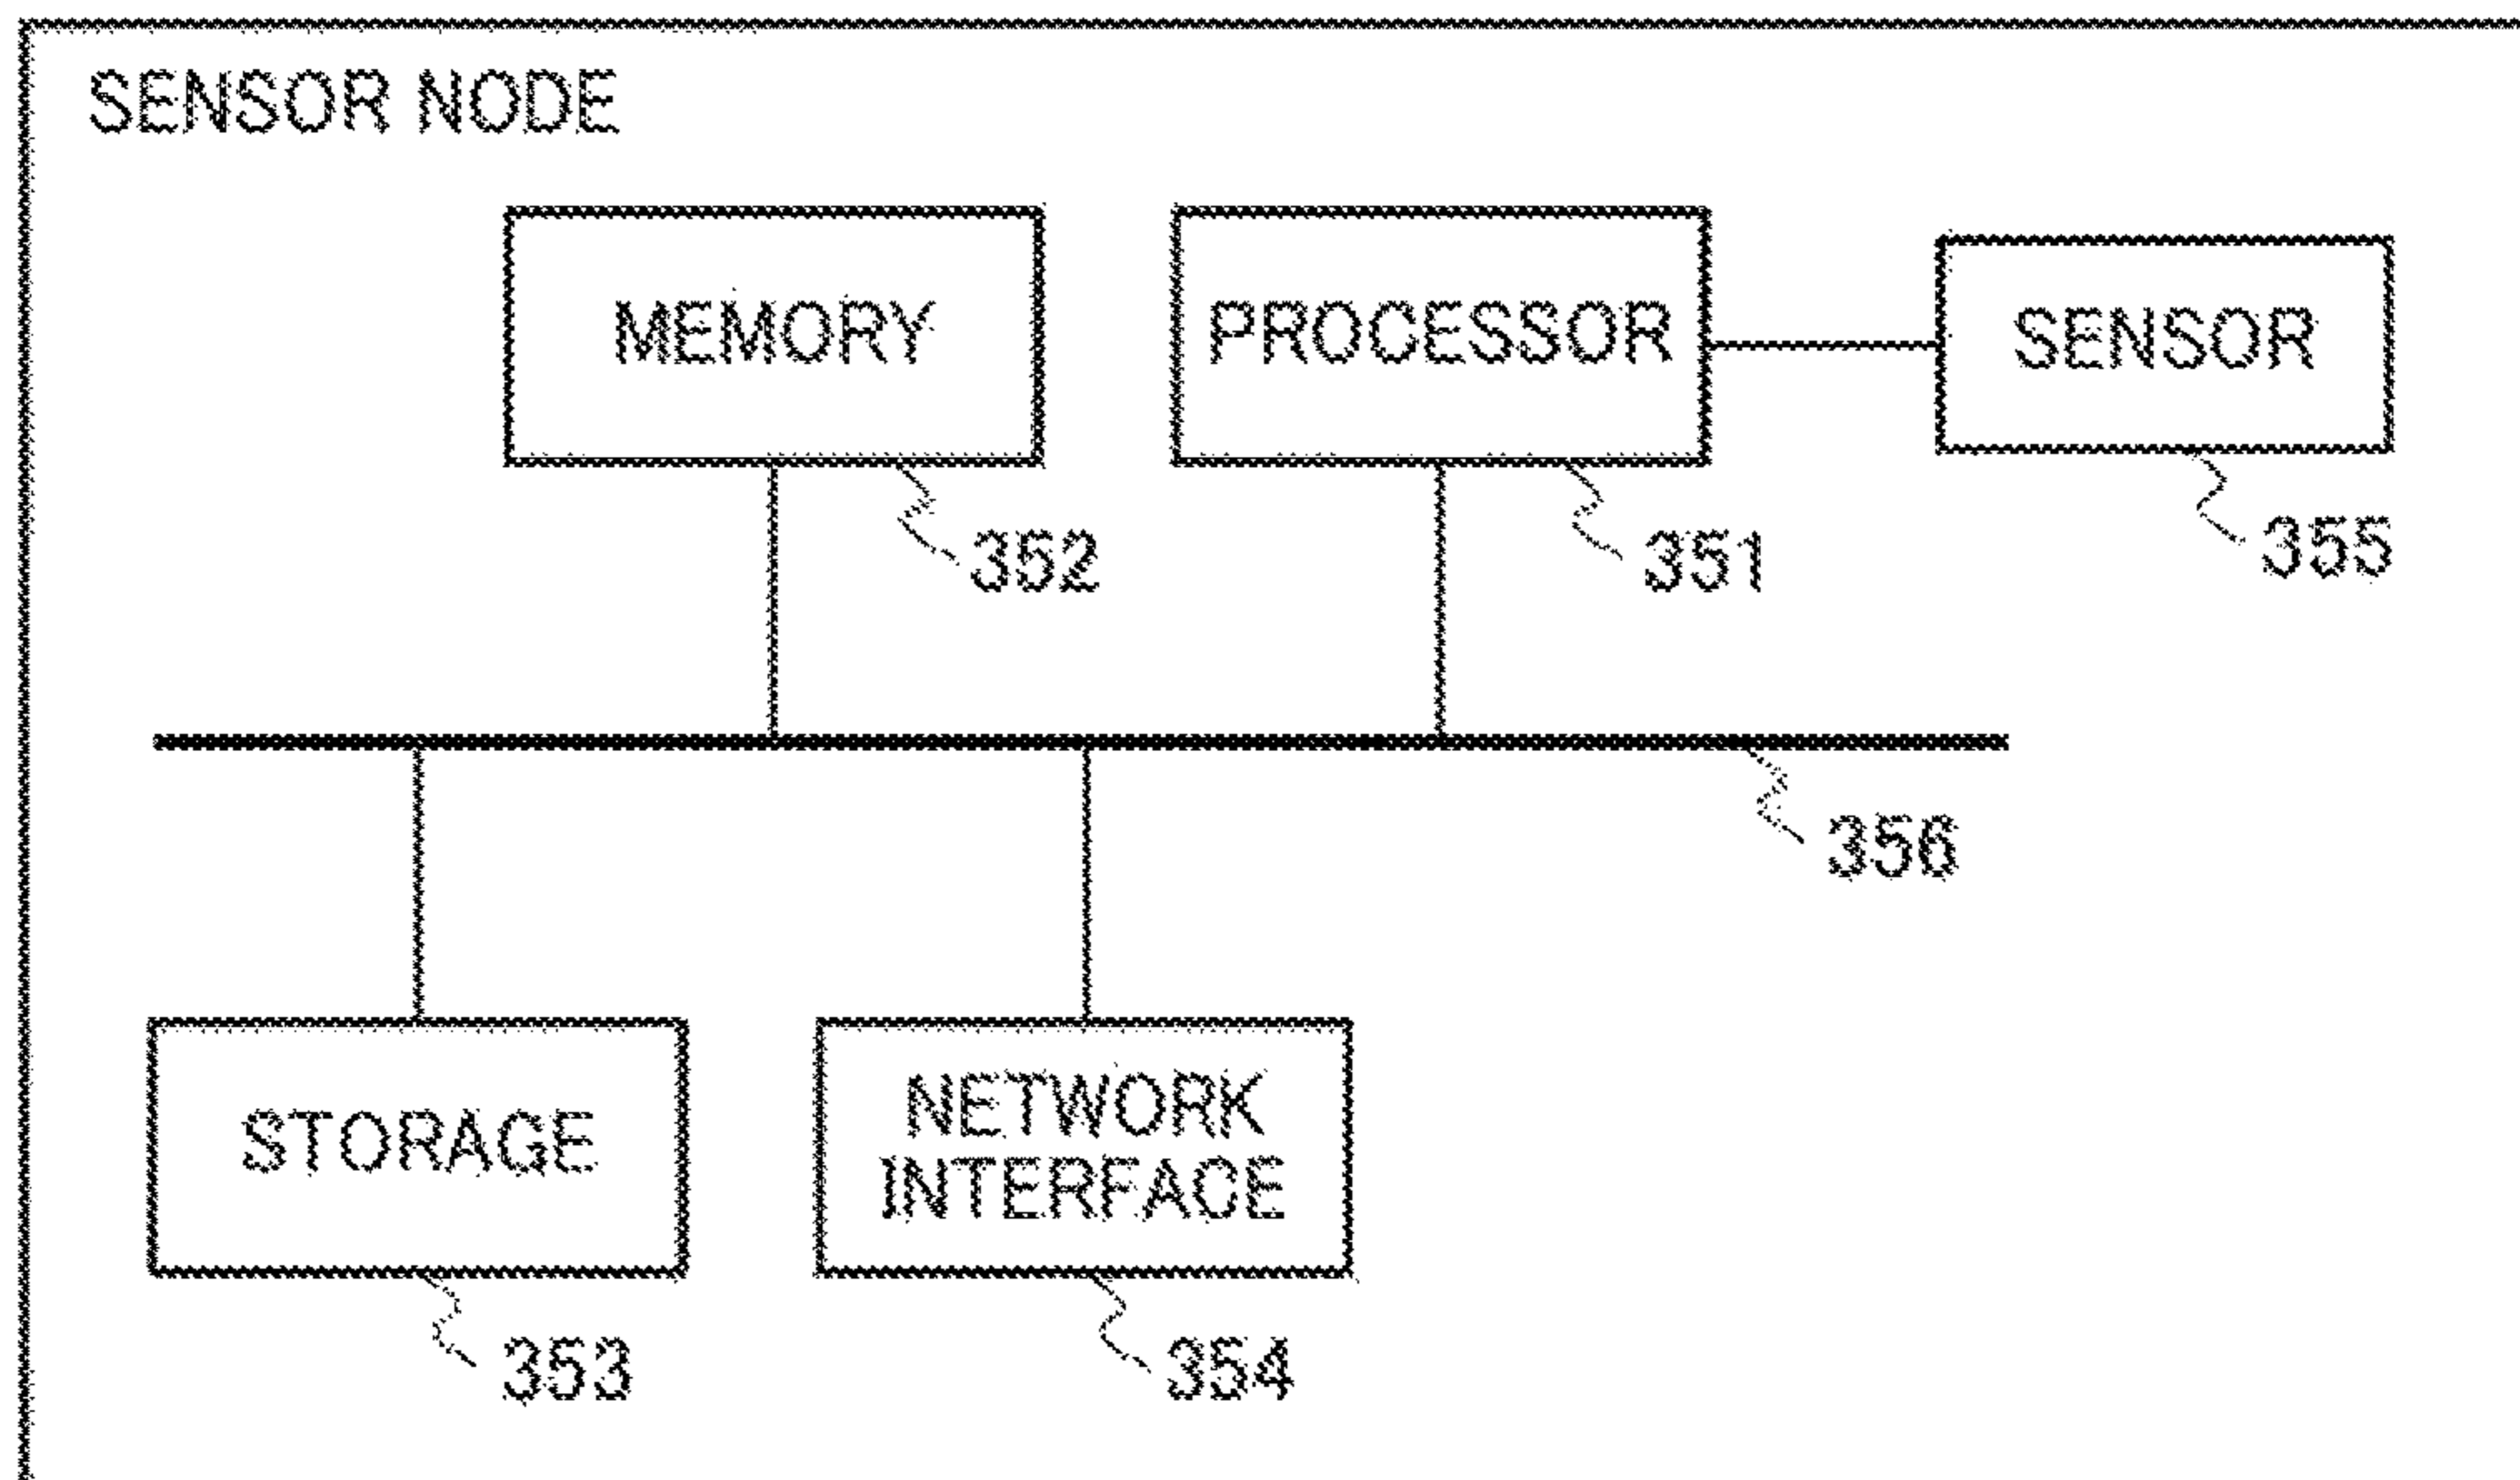 SENSOR NODE
MEMORY
PROCESSOR
SENSOR
352
351
355
356
STORAGE
NETWORK
INTERFACE
353
354